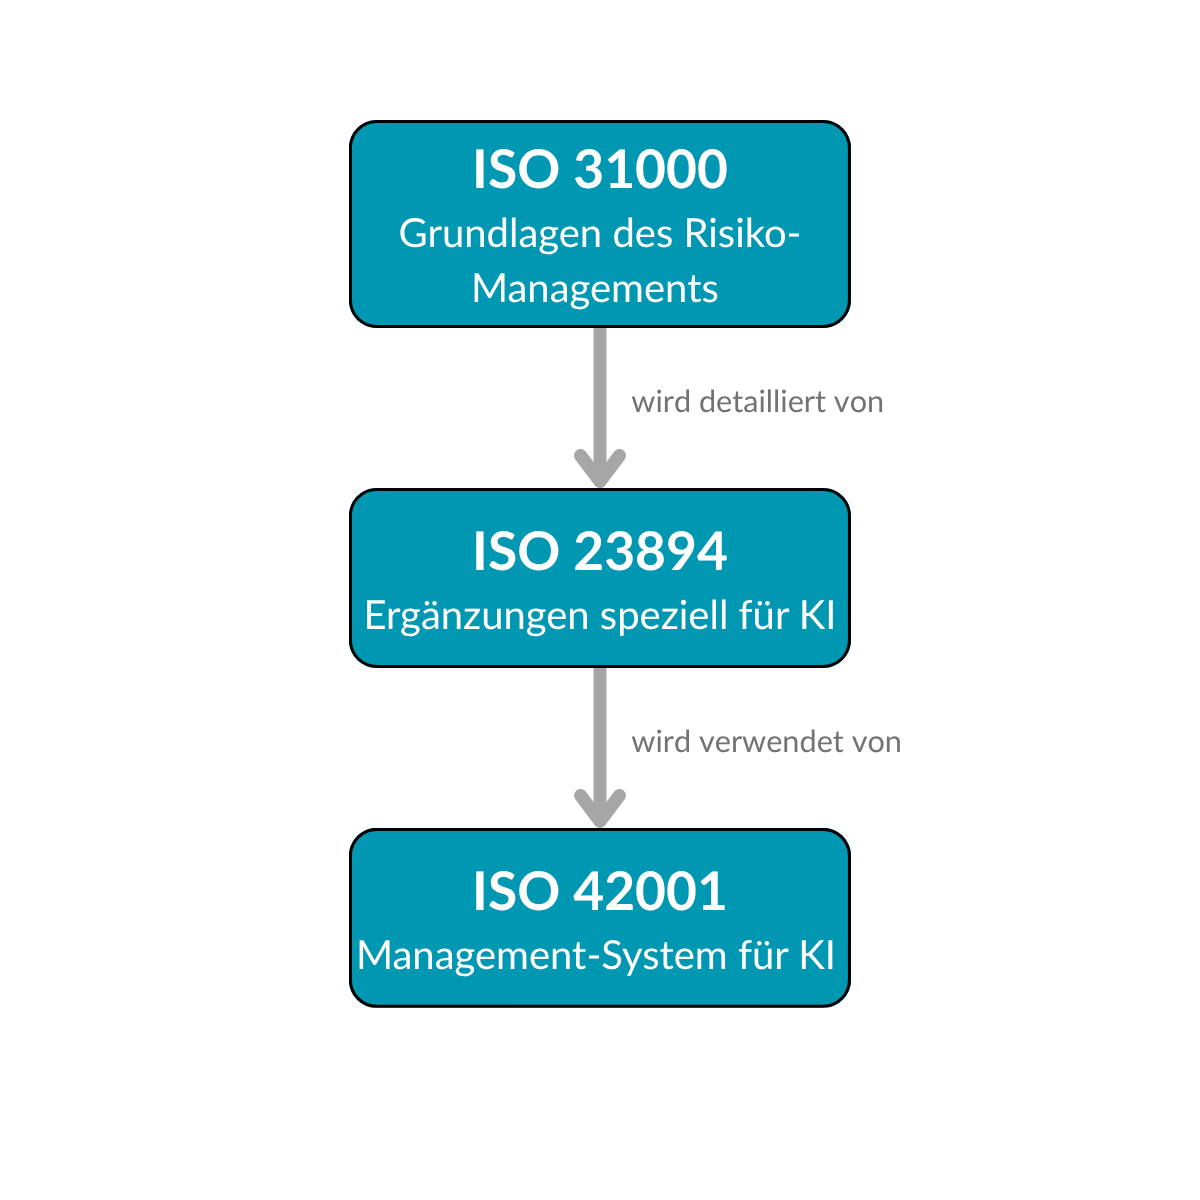 ISO 31000
Grundlagen des Risiko-
Managements
wird detailliert von
ISO 23894
Ergänzungen speziell für KI
wird verwendet von
ISO 42001
Management-System für KI